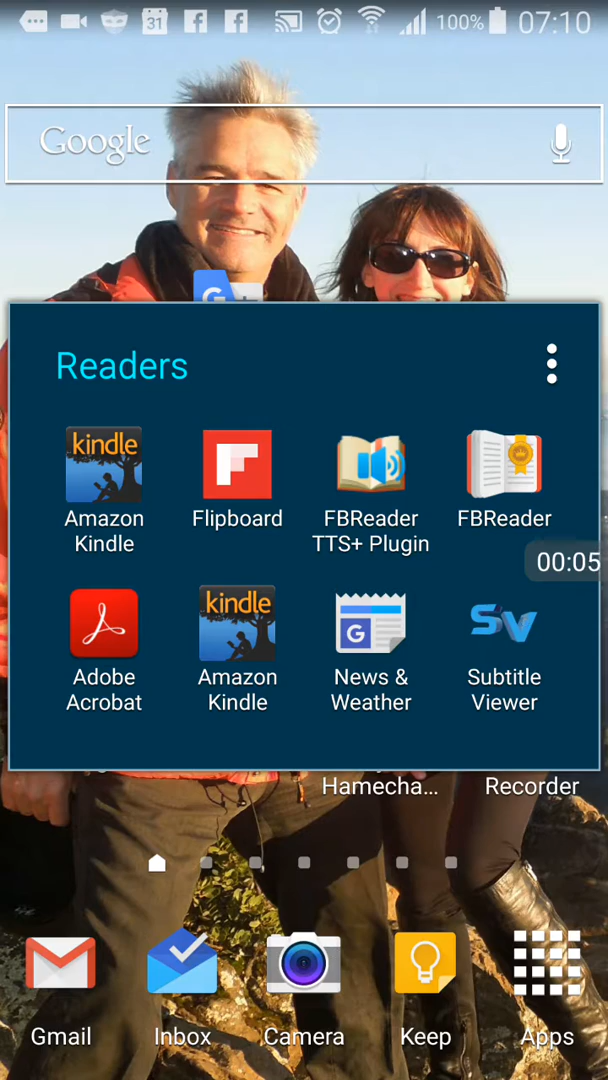 31 100% 07:10
Google
Readers
kindle
Amazon
Kindle
Flipboard
FBReader
TTS+ Plugin
FBReader
00:05
Adobe
Acrobat
kindle
Amazon
Kindle
G
News &
Weather
SV
Subtitle
Viewer
Hamecha...
Recorder
Gmail
Inbox
Camera
Keep
Apps